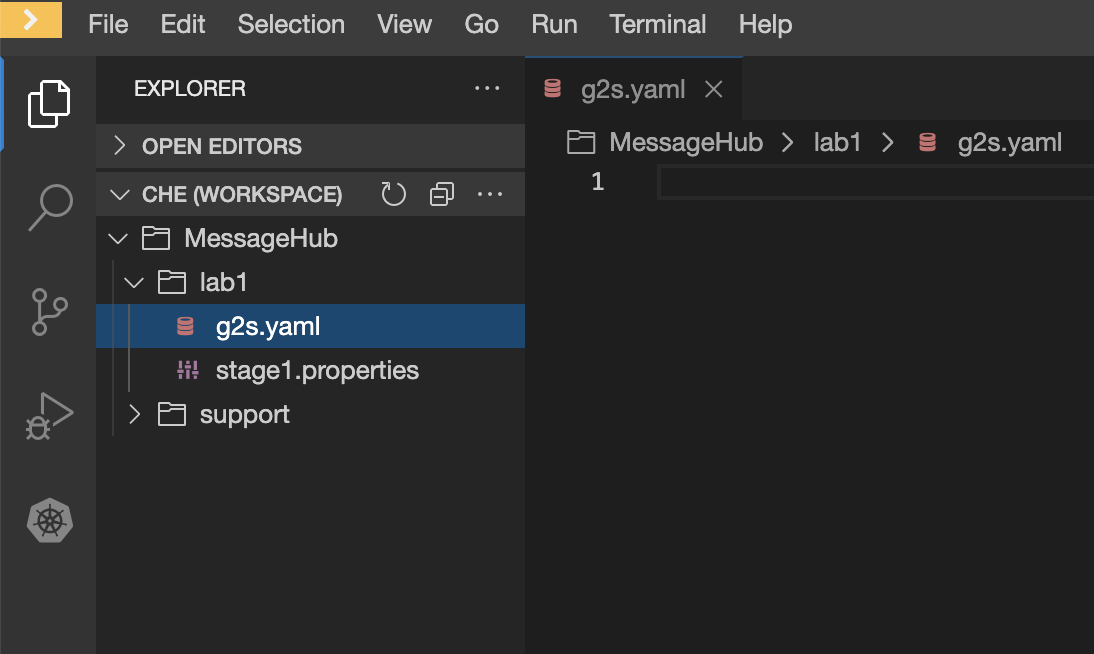 File Edit Selection View Go Run Terminal Help
EXPLORER
OPEN EDITORS
CHE (WORKSPACE)
MessageHub
lab1
g2s.yaml
stage1.properties
support
g2s.yaml
MessageHub lab1 g2s.yaml
1